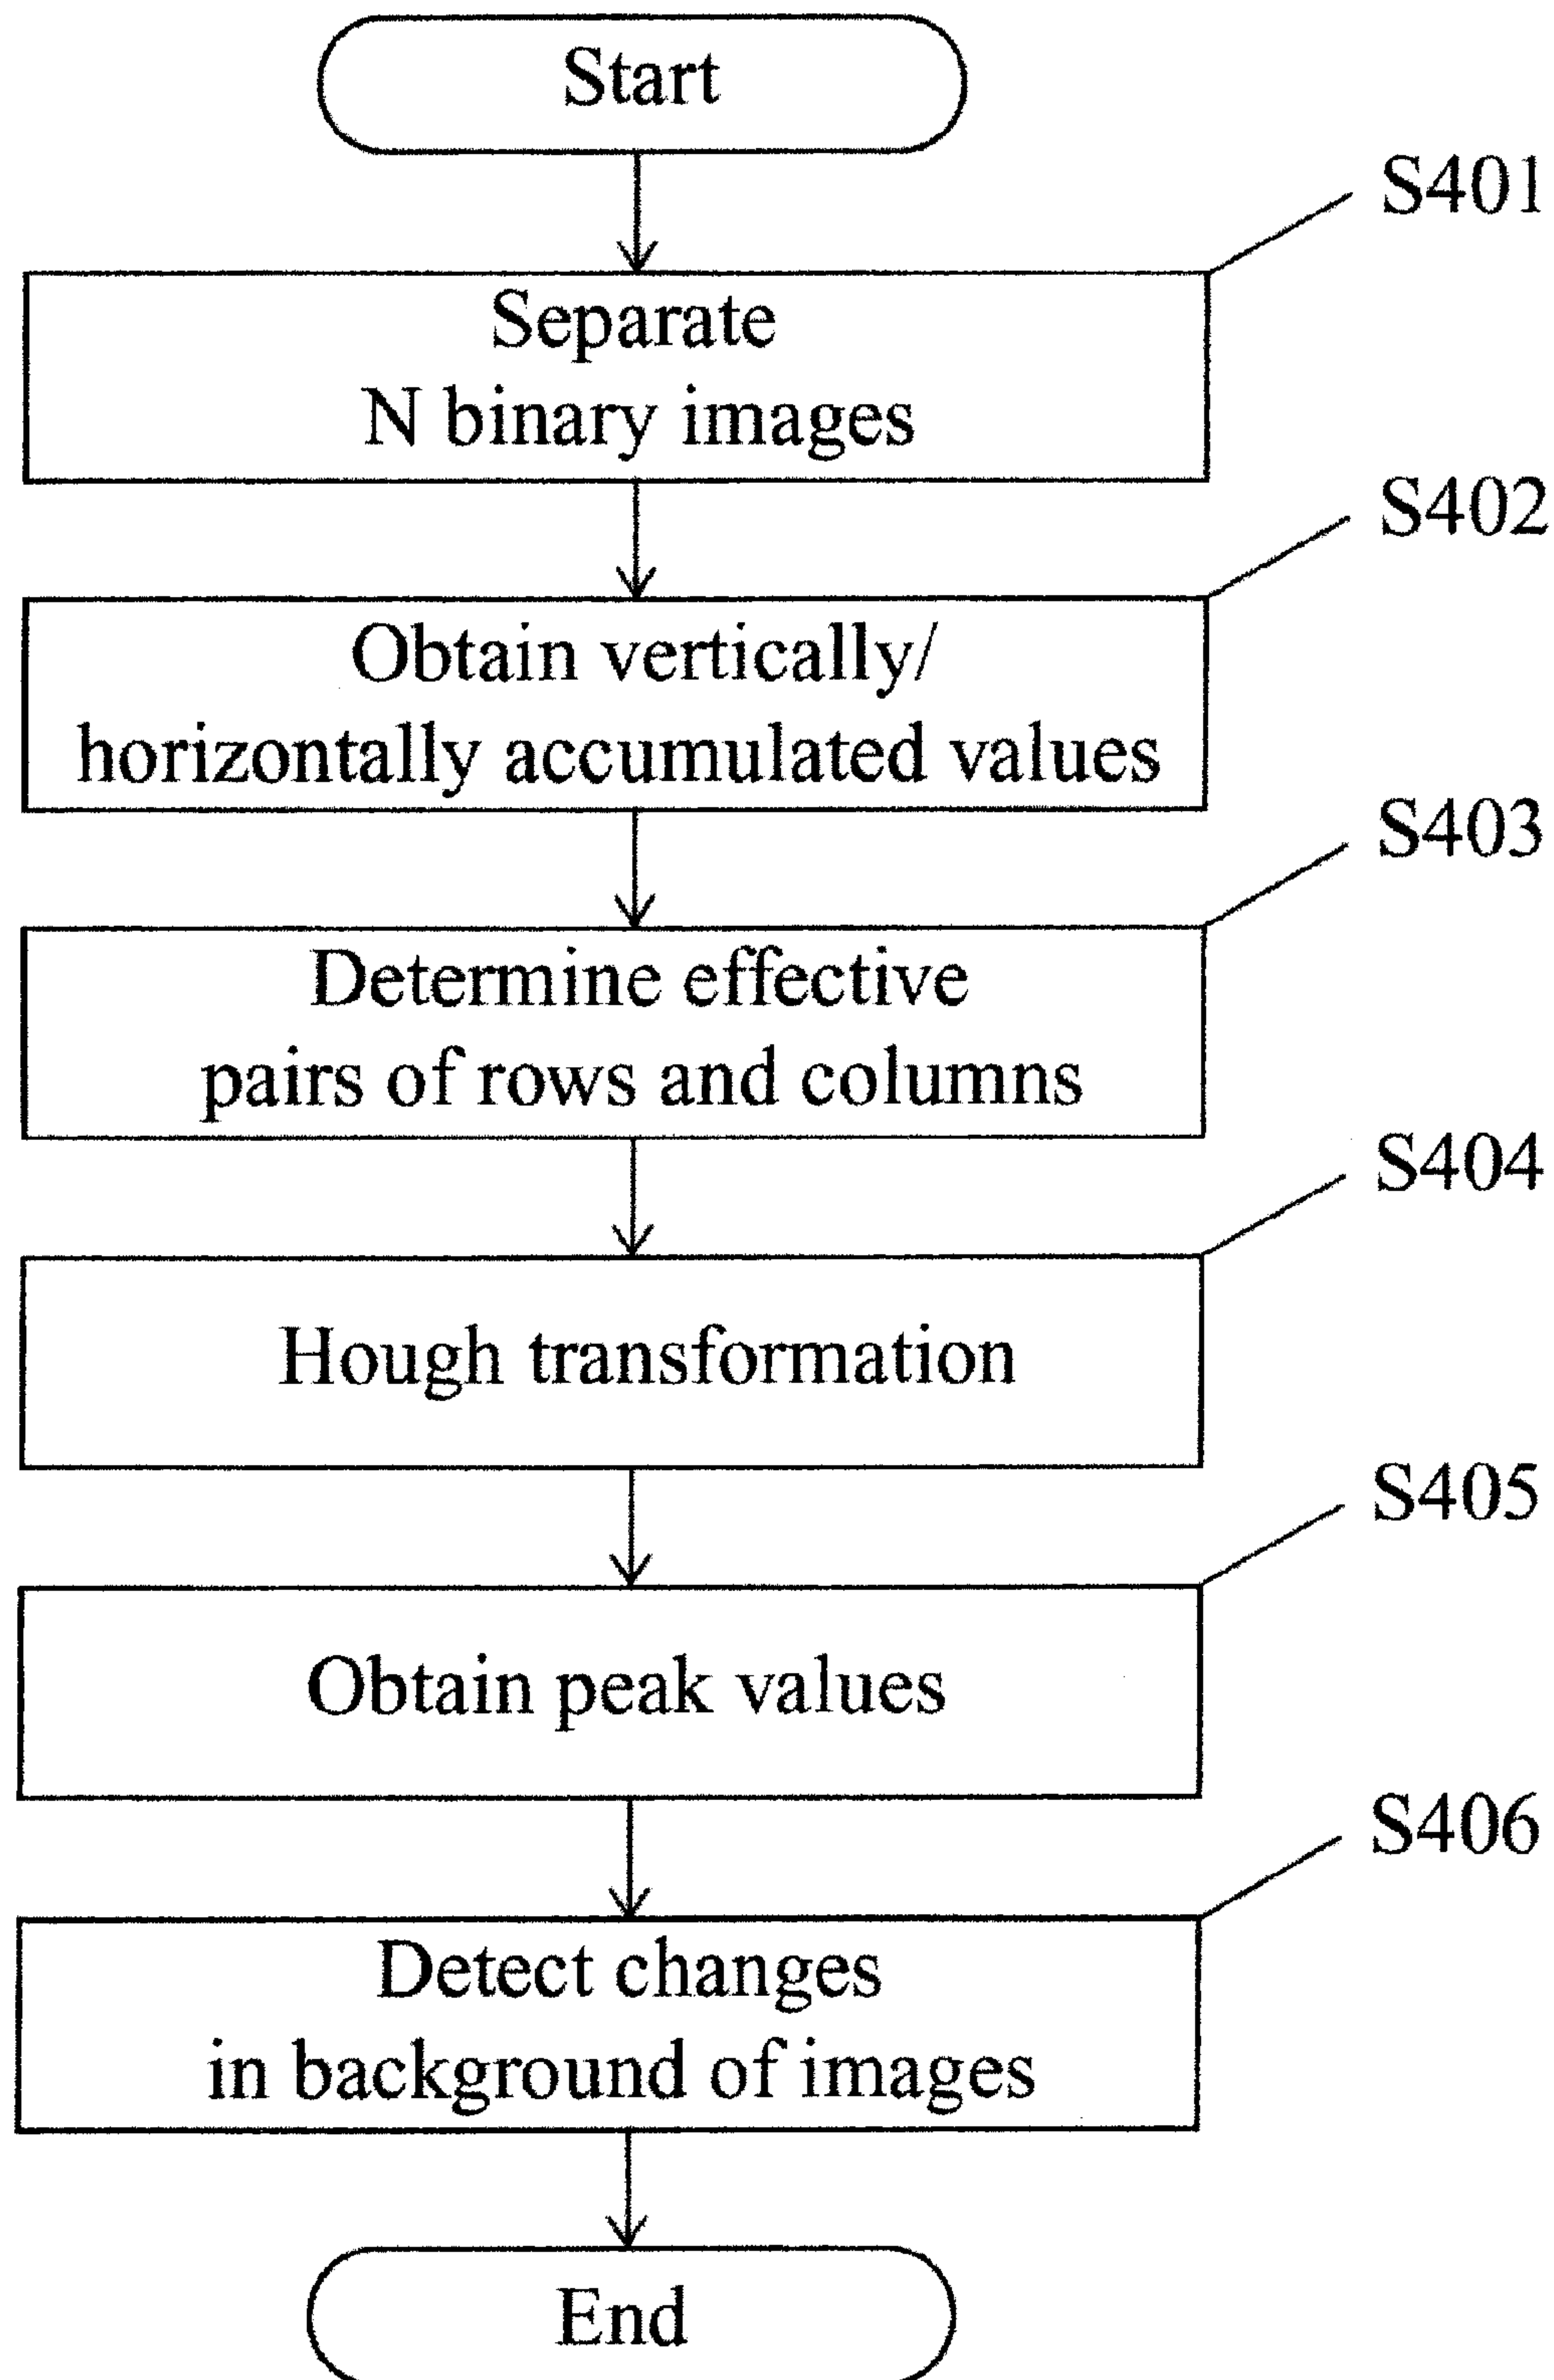 Start
S401
Separate
N binary images
S402
Obtain vertically/
horizontally accumulated values
S403
Determine effective
pairs of rows and columns
S404
Hough transformation
S405
Obtain peak values
S406
Detect changes
in background of images
End